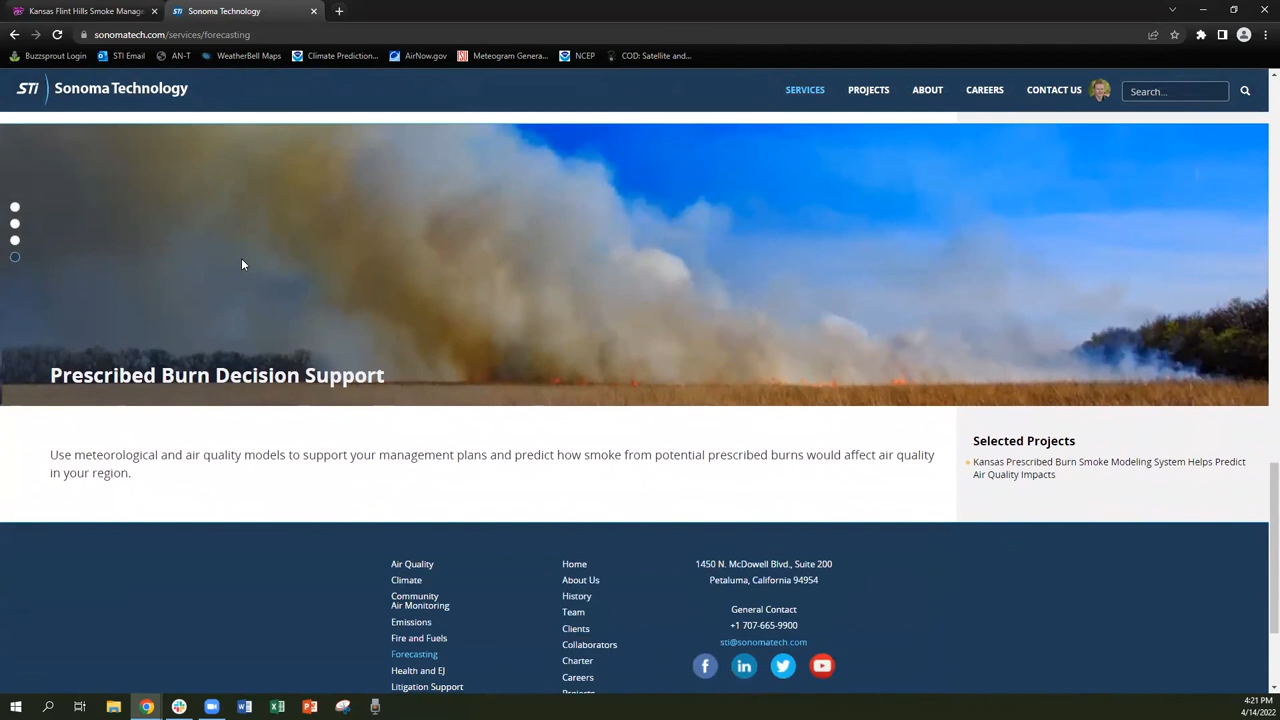 Kansas Flint Hills Smoke Manage
Sonoma Technology
sonomatech.com/services/forecasting
Buzzsprout Login
STI Email
AN-T
WeatherBell Maps
Climate Prediction...
AirNow.gov
Meteogram Genera...
NCEP
COD: Satellite and...
STi Sonoma Technology
SERVICES
PROJECTS
ABOUT
CAREERS
CONTACT US
Search...
Prescribed Burn Decision Support
Use meteorological and air quality models to support your management plans and predict how smoke from potential prescribed burns would affect air quality
in your region.
Selected Projects
Kansas Prescribed Burn Smoke Modeling System Helps Predict
Air Quality Impacts
Air Quality
Climate
Community
Air Monitoring
Emissions
Fire and Fuels
Forecasting
Health and EJ
Litigation Support
Home
About Us
History
Team
Clients
Collaborators
Charter
Careers
Projects
1450 N. McDowell Blvd., Suite 200
Petaluma, California 94954
General Contact
+1 707-665-9900
sti@sonomatech.com
4:21 PM
4/14/2022